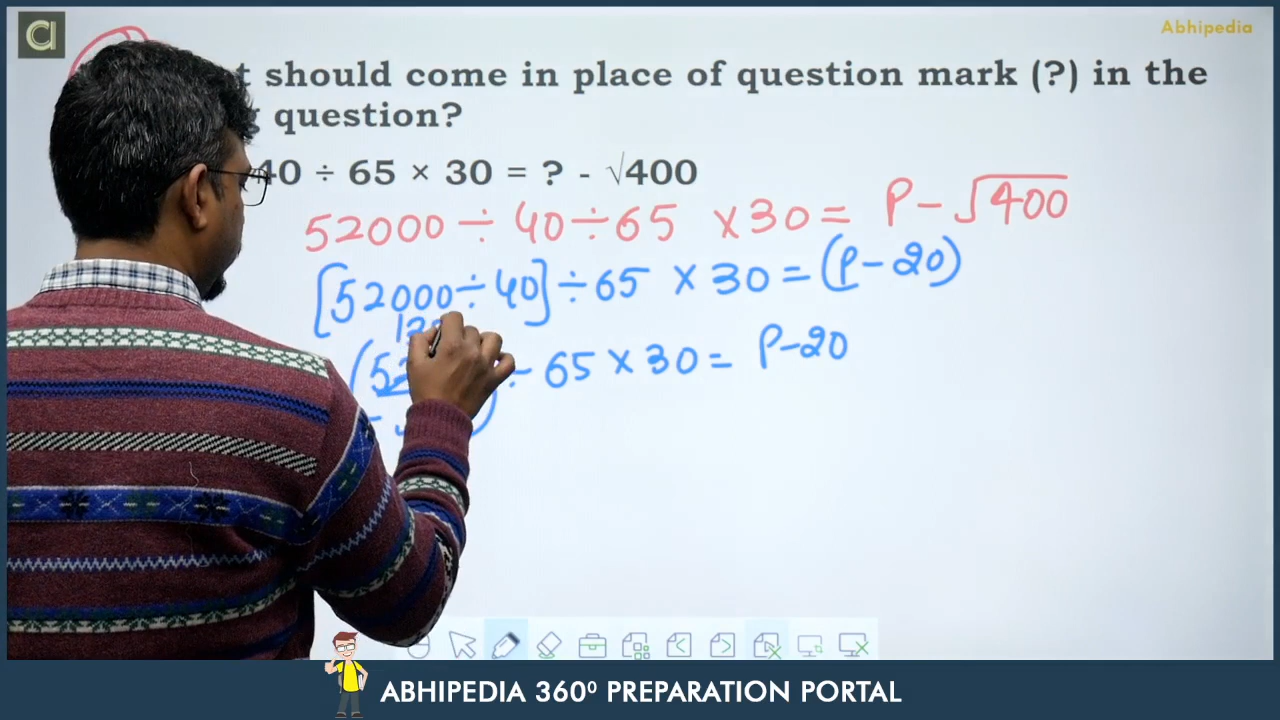 Abhipedia
should come in place of question mark (?) in the
question?
40 ÷ 65 × 30 = ? - √400
52000 ÷ 40 ÷ 65 × 30 = P - √400
[52000 ÷ 40] ÷ 65 × 30 = (P - 20)
÷ 65 × 30 = P - 20
ABHIPEDIA 360⁰ PREPARATION PORTAL